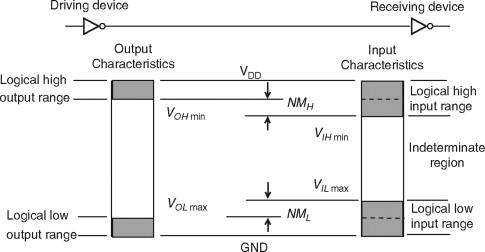 Driving device
Receiving device
Output
Characteristics
Input
Characteristics
V_DD
Logical high
output range
V_OH min
NM_H
V_IH min
Logical high
input range
Indeterminate
region
V_IL max
V_OL max
NM_L
Logical low
output range
Logical low
input range
GND